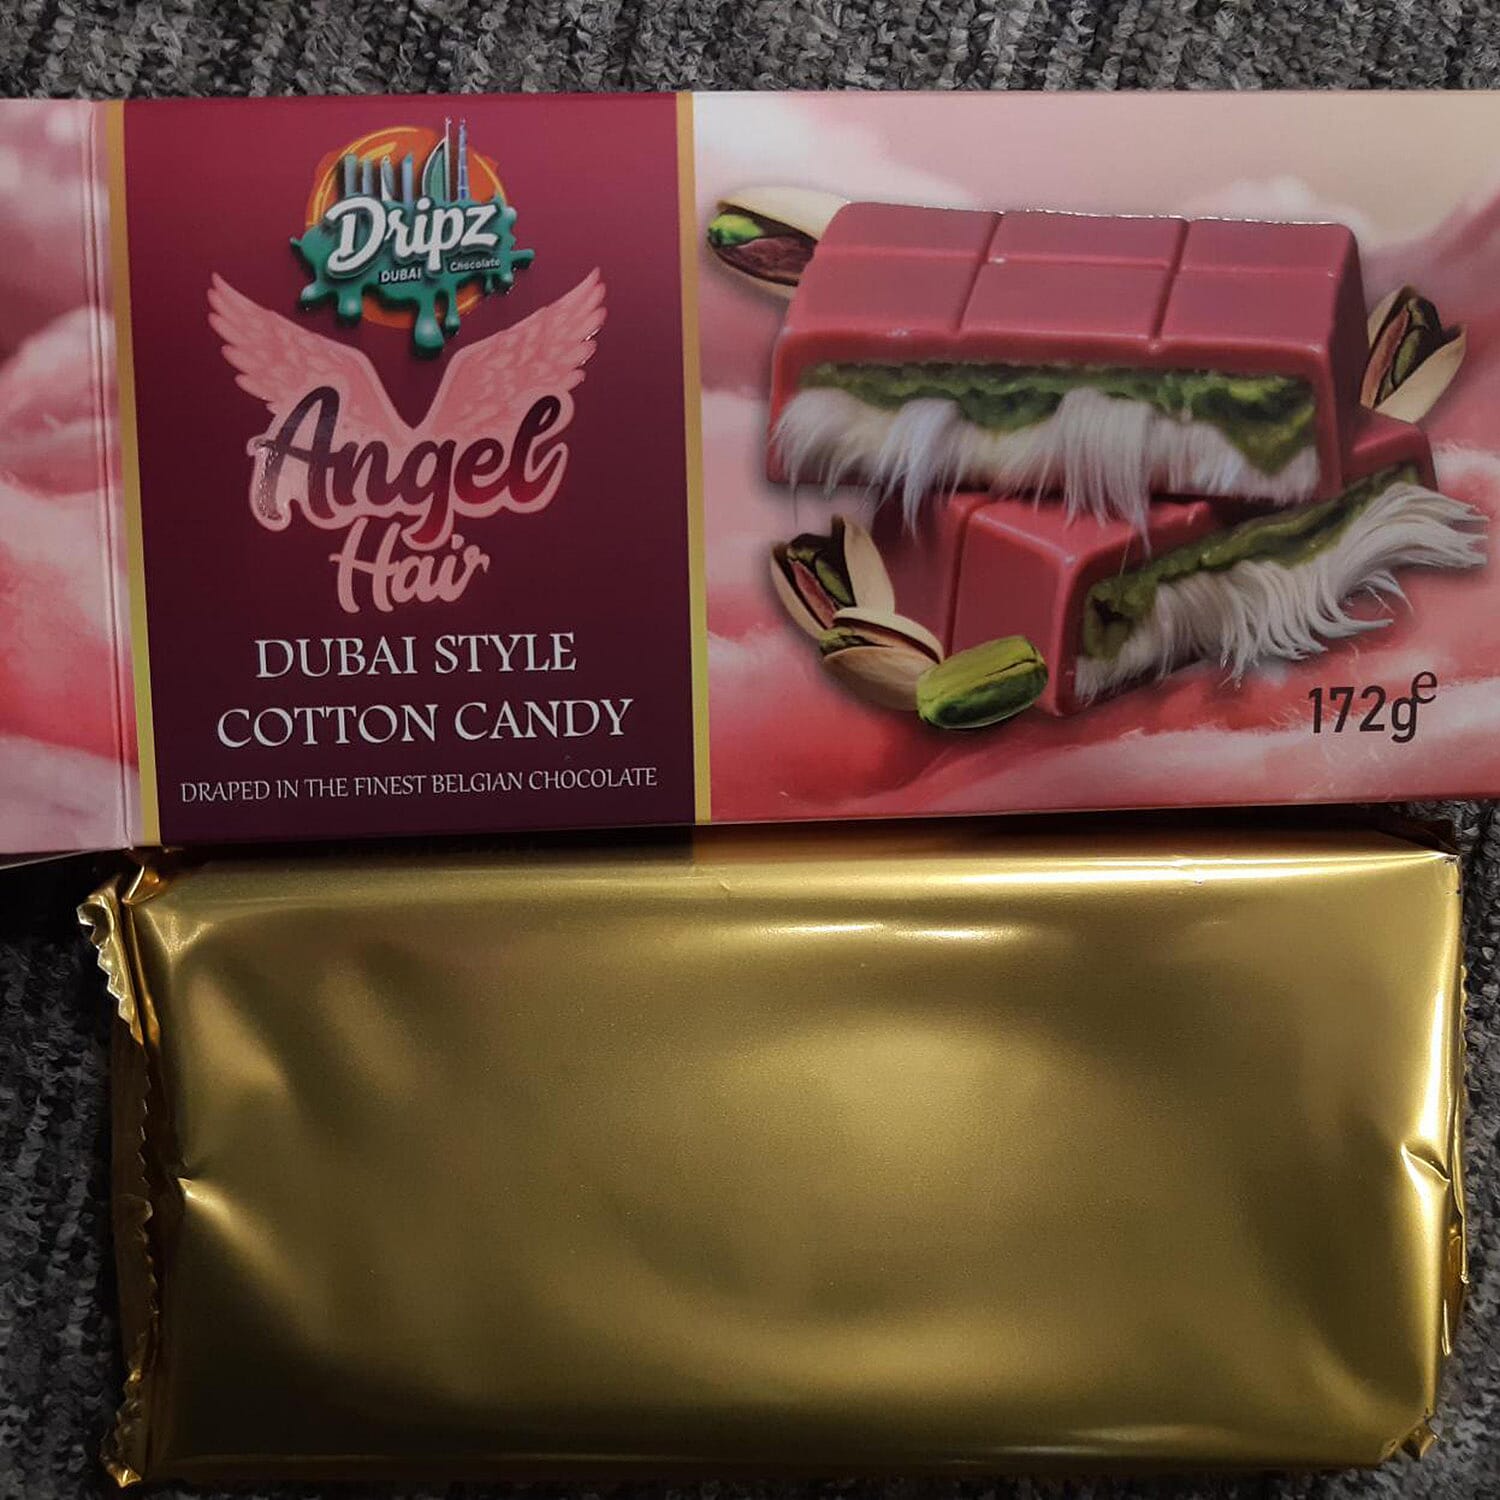 Dripz
DUBAI Chocolate
Angel
Hair
DUBAI STYLE
COTTON CANDY
DRAPED IN THE FINEST BELGIAN CHOCOLATE
172g e